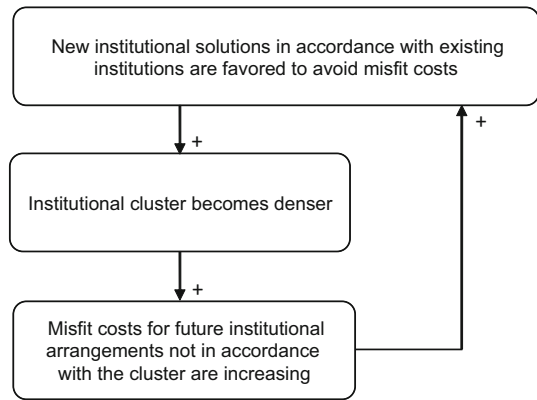 New institutional solutions in accordance with existing
institutions are favored to avoid misfit costs
+
+
Institutional cluster becomes denser
+
Misfit costs for future institutional
arrangements not in accordance
with the cluster are increasing